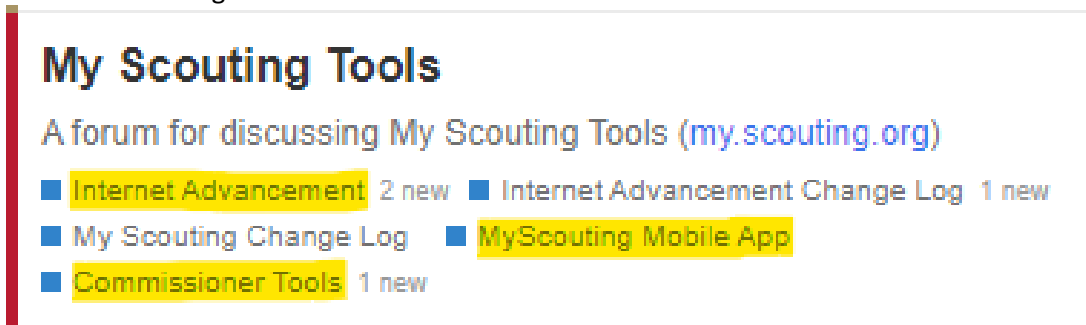 My Scouting Tools
A forum for discussing My Scouting Tools (my.scouting.org)
Internet Advancement 2 new Internet Advancement Change Log 1 new
My Scouting Change Log MyScouting Mobile App
Commissioner Tools 1 new